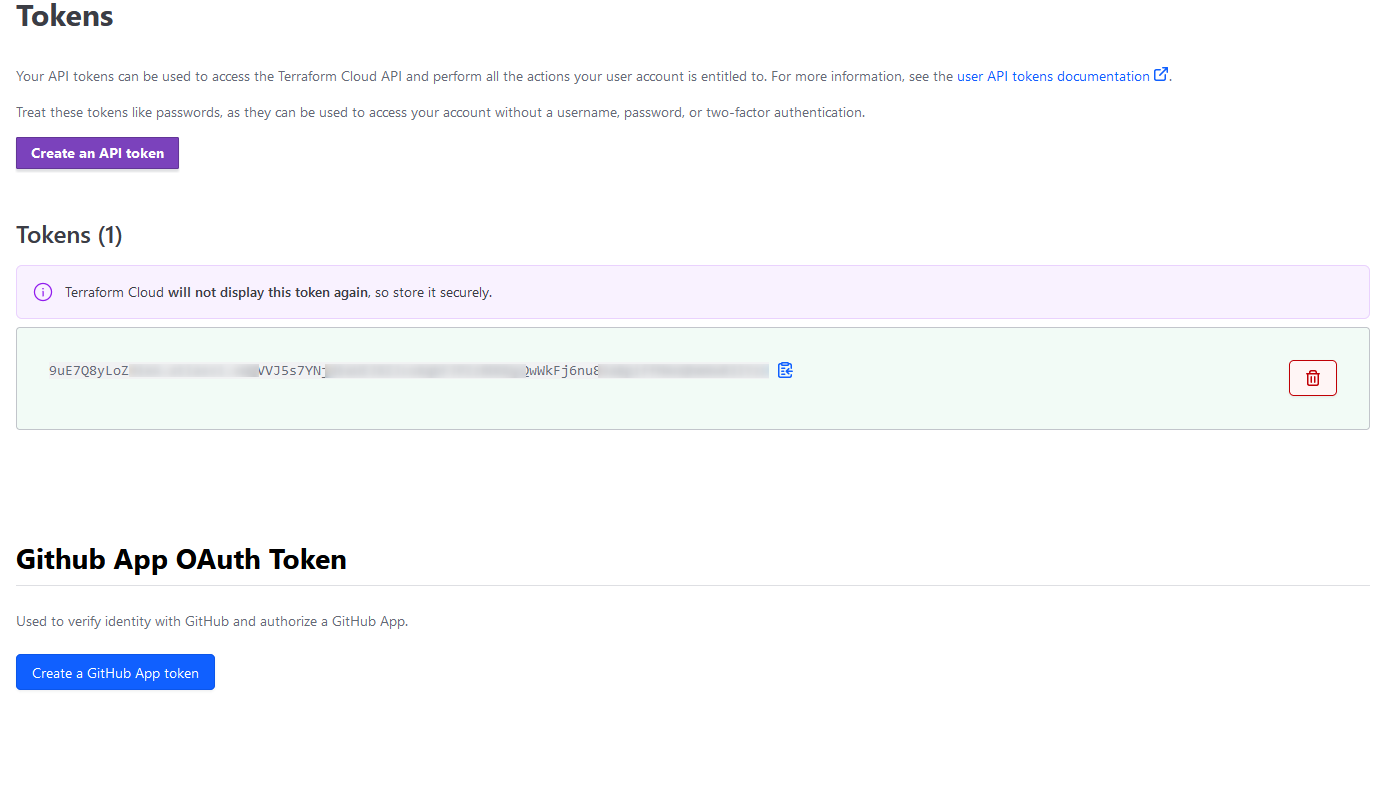 Tokens
Your API tokens can be used to access the Terraform Cloud API and perform all the actions your user account is entitled to. For more information, see the user API tokens documentation.
Treat these tokens like passwords, as they can be used to access your account without a username, password, or two-factor authentication.
Create an API token
Tokens (1)
Terraform Cloud will not display this token again, so store it securely.
9uE7Q8yLoZ VVJ5s7YNj QwWkFj6nu8
Github App OAuth Token
Used to verify identity with GitHub and authorize a GitHub App.
Create a GitHub App token